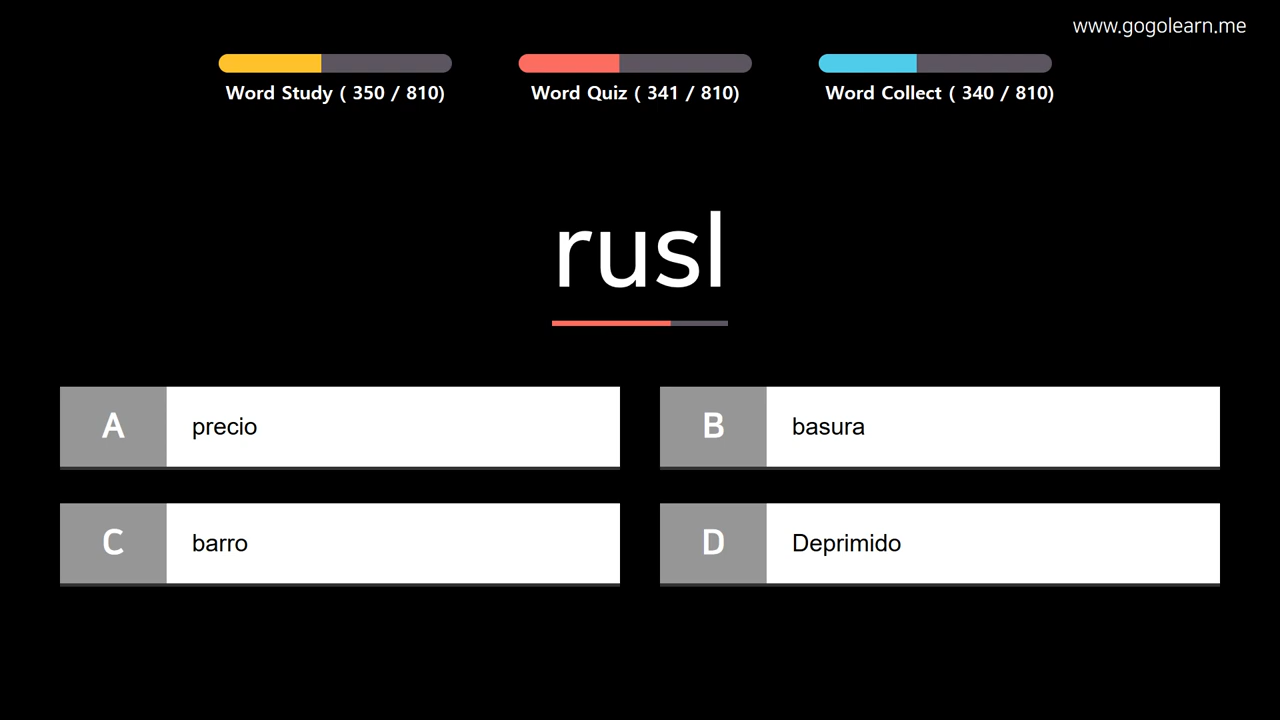 www.gogolearn.me
Word Study ( 350 / 810)
Word Quiz ( 341 / 810)
Word Collect ( 340 / 810)
rusl
A precio
B basura
C barro
D Deprimido